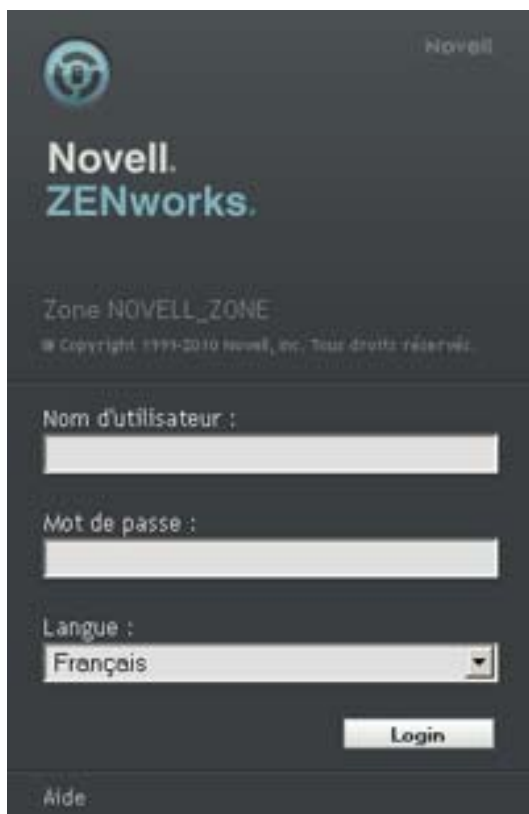 Novell
Novell.
ZENworks.
Zone NOVELL_ZONE
© Copyright 1999-2010 Novell, Inc. Tous droits réservés.
Nom d'utilisateur :
Mot de passe :
Langue :
Français
Login
Aide